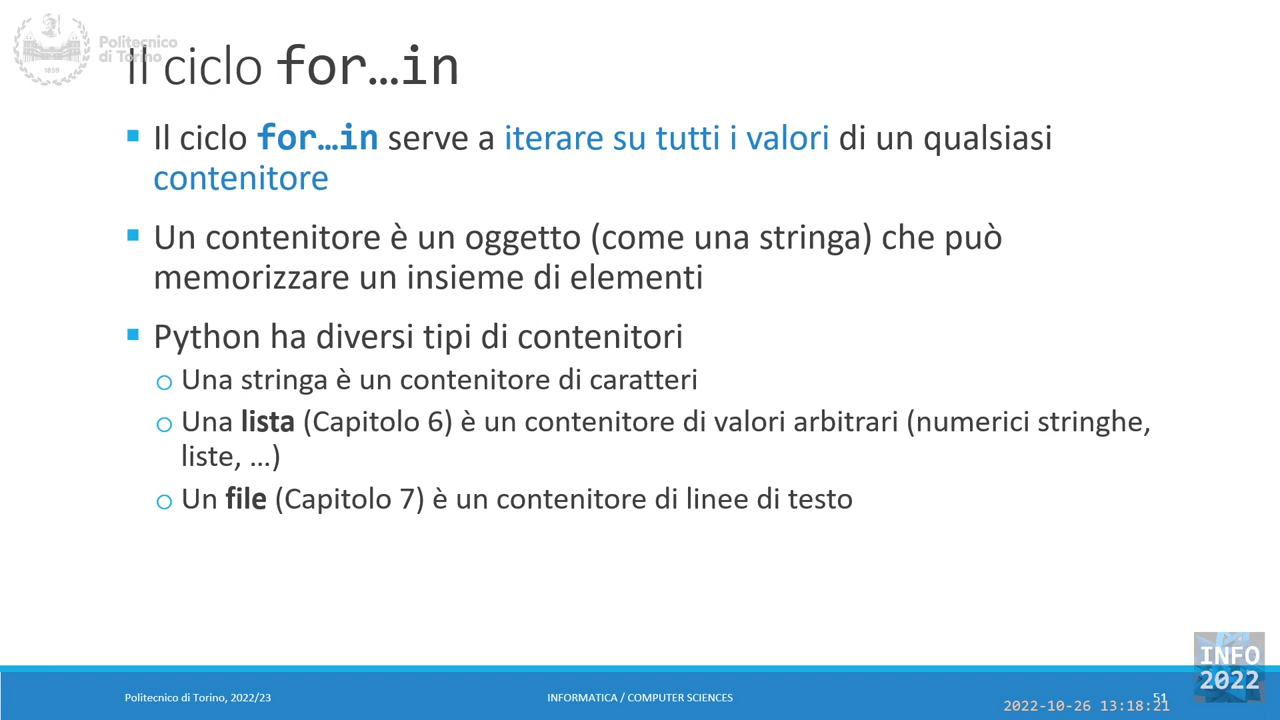 Politecnico
di Torino
1859
Il ciclo for…in
▪ Il ciclo for…in serve a iterare su tutti i valori di un qualsiasi
contenitore
▪ Un contenitore è un oggetto (come una stringa) che può
memorizzare un insieme di elementi
▪ Python ha diversi tipi di contenitori
o Una stringa è un contenitore di caratteri
o Una lista (Capitolo 6) è un contenitore di valori arbitrari (numerici stringhe,
liste, …)
o Un file (Capitolo 7) è un contenitore di linee di testo
Politecnico di Torino, 2022/23
INFORMATICA / COMPUTER SCIENCES
51
INFO
2022
2022-10-26 13:18:21